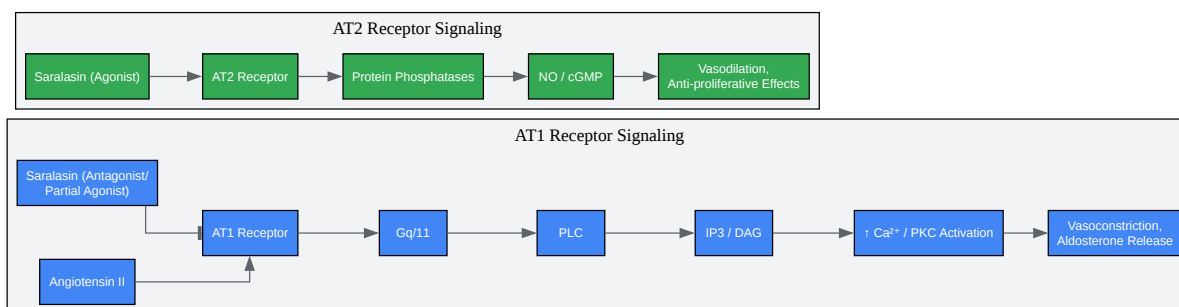 AT2 Receptor Signaling
Saralasin (Agonist)
AT2 Receptor
Protein Phosphatases
NO / cGMP
Vasodilation,
Anti-proliferative Effects
AT1 Receptor Signaling
Saralasin (Antagonist/
Partial Agonist)
AT1 Receptor
Gq/11
PLC
IP3 / DAG
↑ Ca²⁺ / PKC Activation
Vasoconstriction,
Aldosterone Release
Angiotensin II